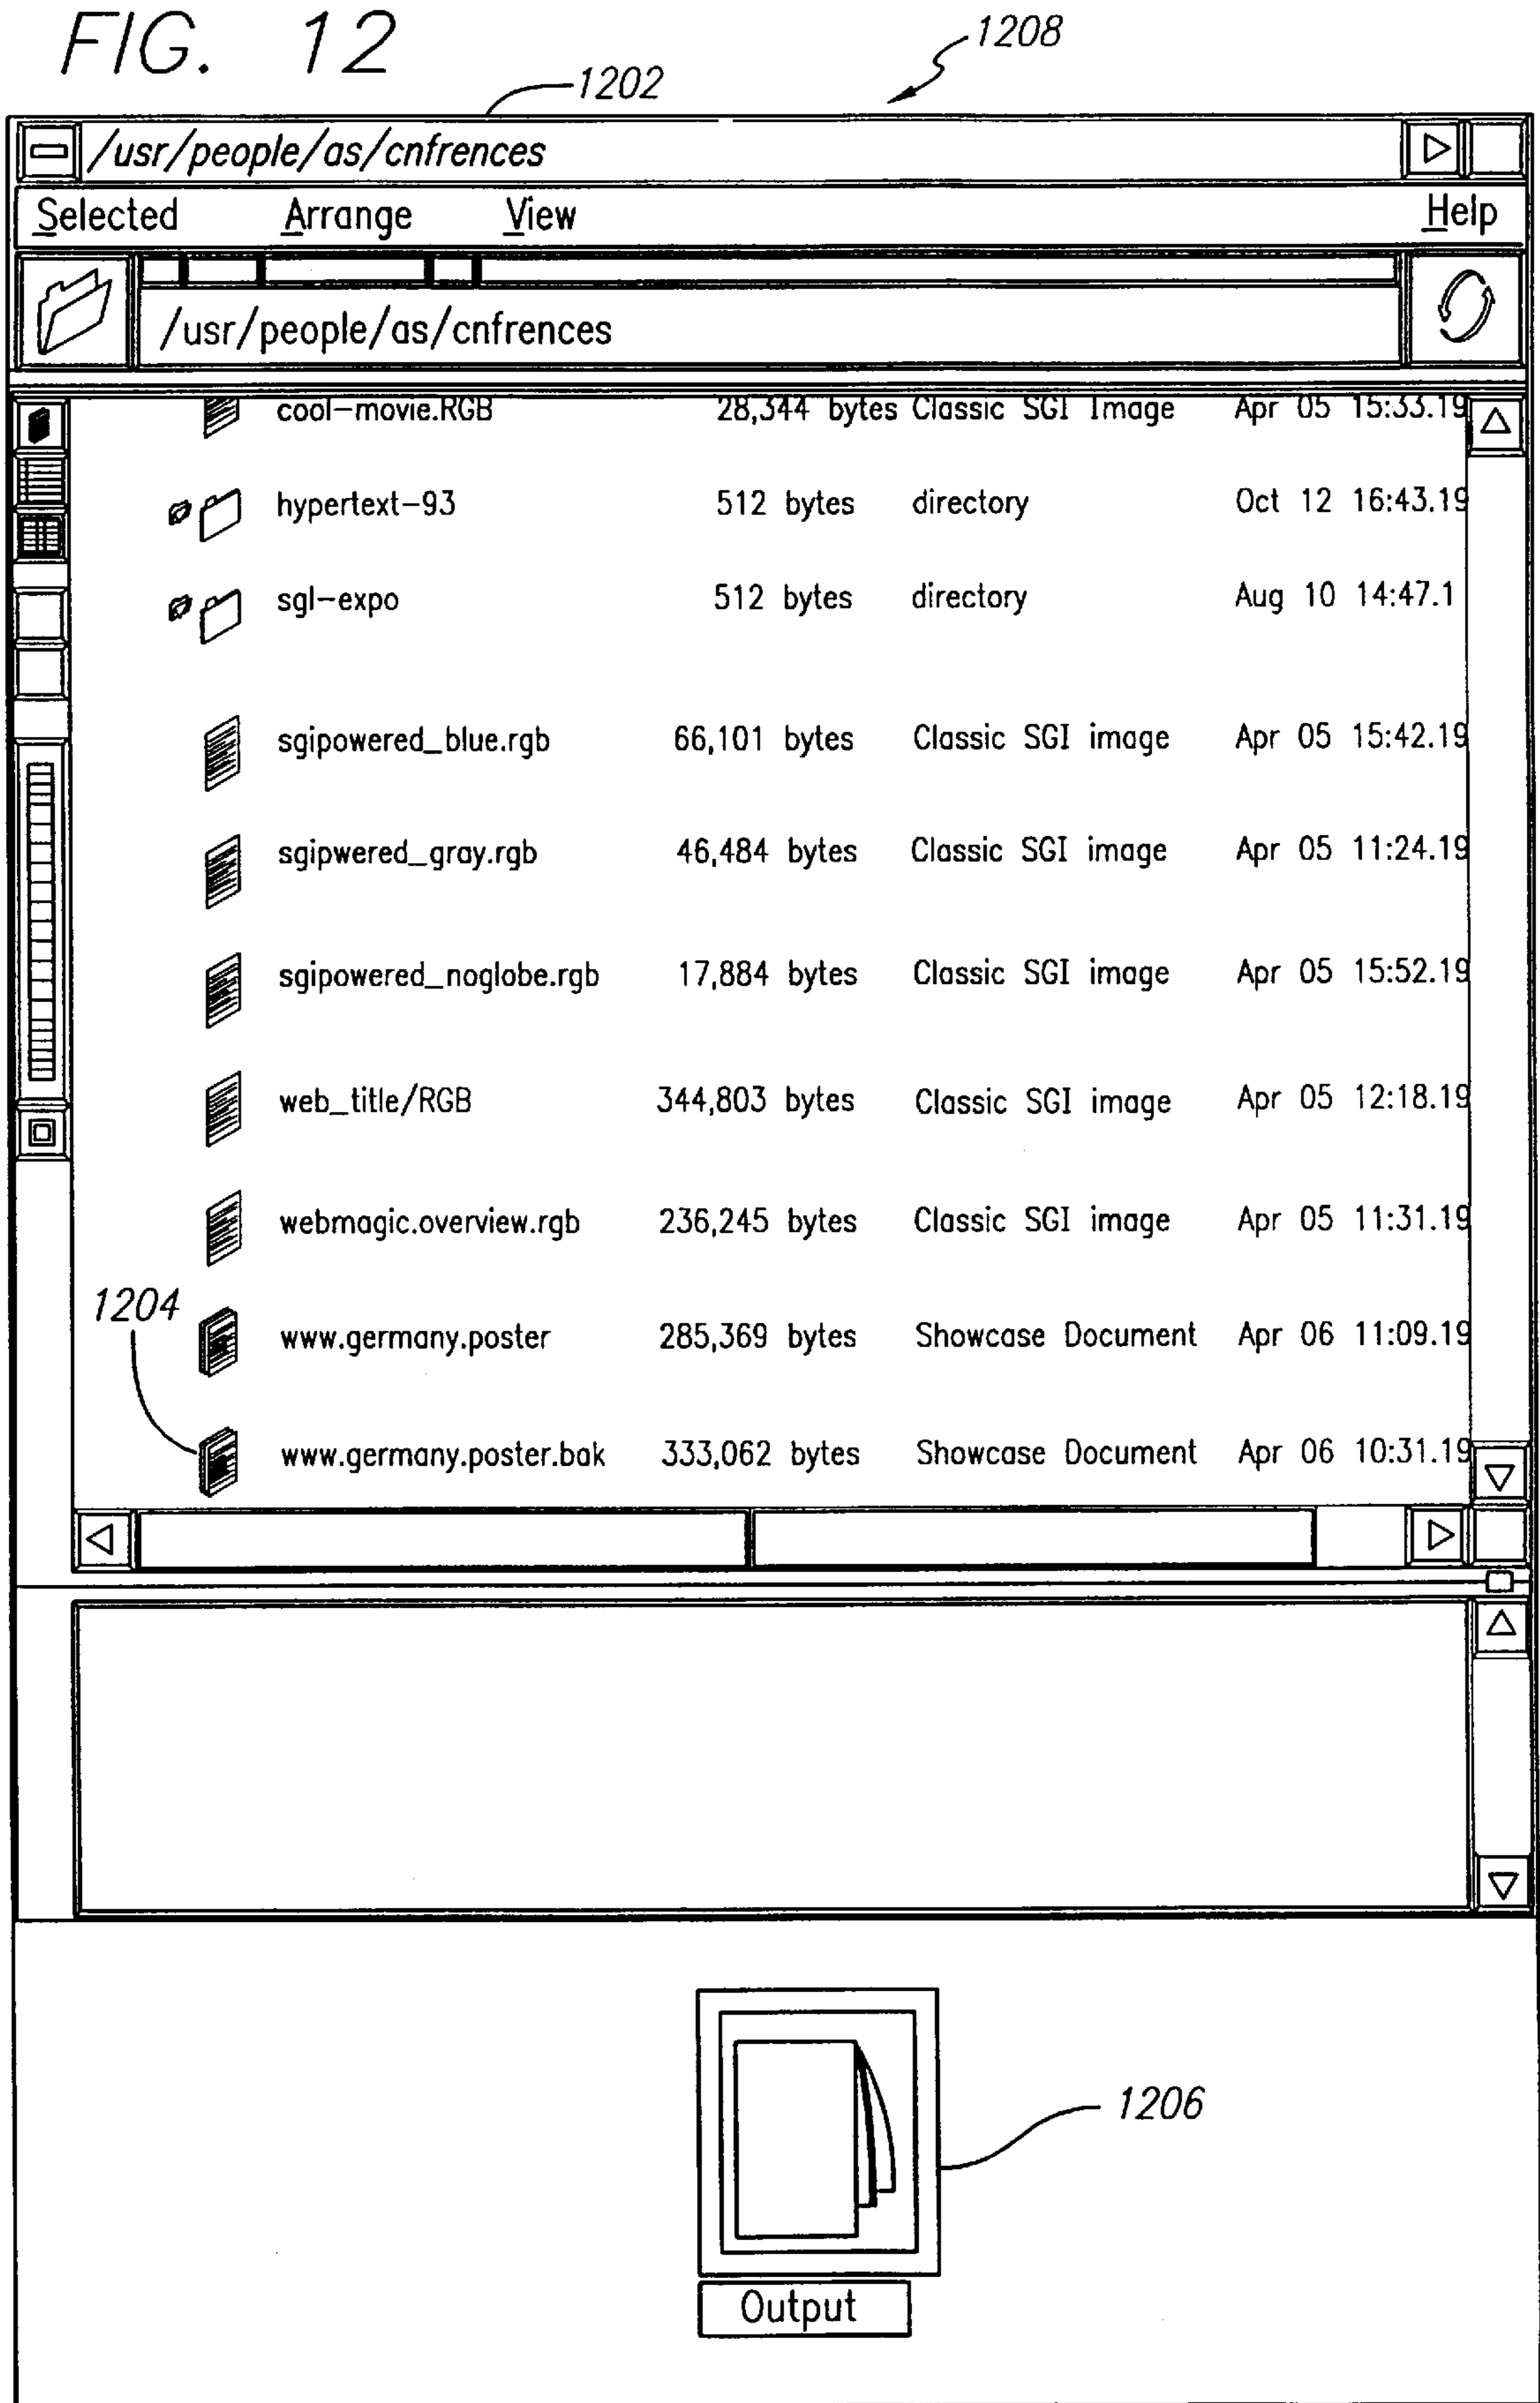 FIG. 12
1208
1202
/usr/people/as/cnfrences
Selected Arrange View Help
/usr/people/as/cnfrences
cool-movie.RGB 28,344 bytes Classic SGI Image Apr 05 15:33.19
hypertext-93 512 bytes directory Oct 12 16:43.19
sgl-expo 512 bytes directory Aug 10 14:47.1
sgipowered_blue.rgb 66,101 bytes Classic SGI image Apr 05 15:42.19
sgipwered_gray.rgb 46,484 bytes Classic SGI image Apr 05 11:24.19
sgipowered_noglobe.rgb 17,884 bytes Classic SGI image Apr 05 15:52.19
web_title/RGB 344,803 bytes Classic SGI image Apr 05 12:18.19
webmagic.overview.rgb 236,245 bytes Classic SGI image Apr 05 11:31.19
1204
www.germany.poster 285,369 bytes Showcase Document Apr 06 11:09.19
www.germany.poster.bak 333,062 bytes Showcase Document Apr 06 10:31.19
1206
Output